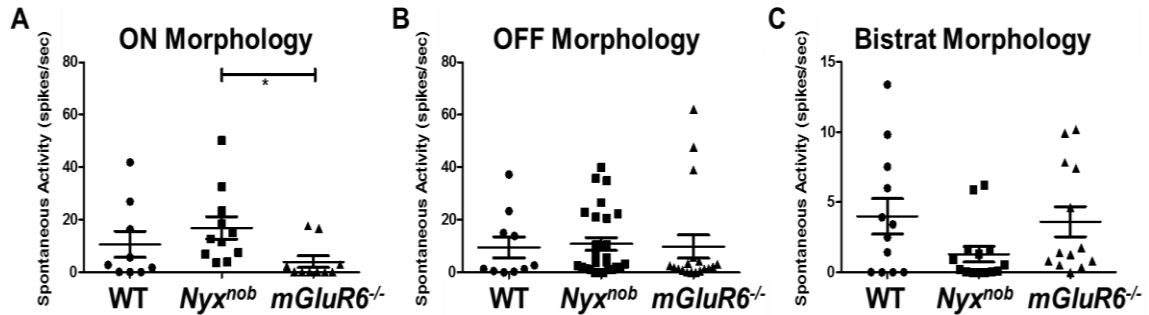 A
ON Morphology
Spontaneous Activity (spikes/sec)
80
60
40
20
0
*
WT
Nyx^nob
mGluR6^-/-
B
OFF Morphology
Spontaneous Activity (spikes/sec)
80
60
40
20
0
WT
Nyx^nob
mGluR6^-/-
C
Bistrat Morphology
Spontaneous Activity (spikes/sec)
15
10
5
0
WT
Nyx^nob
mGluR6^-/-